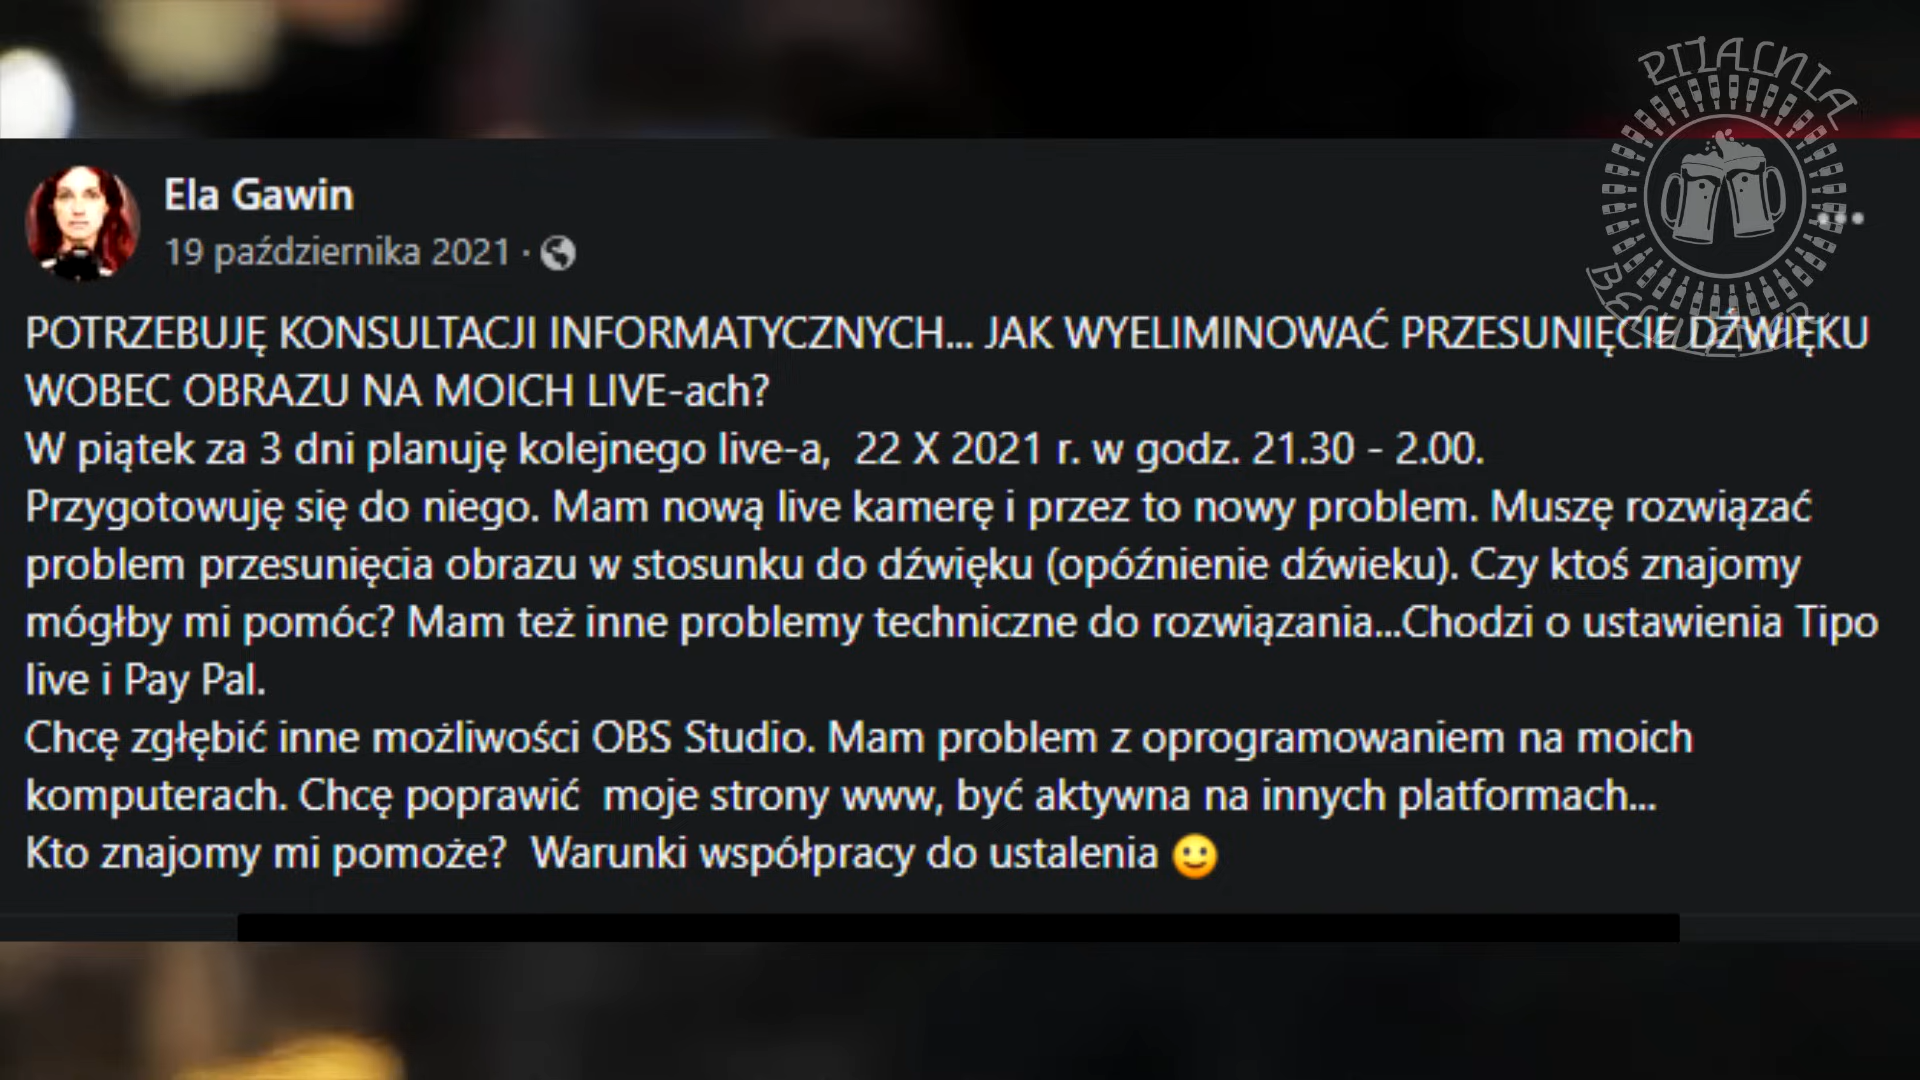 PIJALNIA
Ela Gawin
19 października 2021 ·
POTRZEBUJĘ KONSULTACJI INFORMATYCZNYCH... JAK WYELIMINOWAĆ PRZESUNIĘCIE DŹWIĘKU
WOBEC OBRAZU NA MOICH LIVE-ach?
W piątek za 3 dni planuję kolejnego live-a,  22 X 2021 r. w godz. 21.30 - 2.00.
Przygotowuję się do niego. Mam nową live kamerę i przez to nowy problem. Muszę rozwiązać
problem przesunięcia obrazu w stosunku do dźwięku (opóźnienie dźwieku). Czy ktoś znajomy
mógłby mi pomóc? Mam też inne problemy techniczne do rozwiązania...Chodzi o ustawienia Tipo
live i Pay Pal.
Chcę zgłębić inne możliwości OBS Studio. Mam problem z oprogramowaniem na moich
komputerach. Chcę poprawić  moje strony www, być aktywna na innych platformach...
Kto znajomy mi pomoże?  Warunki współpracy do ustalenia 🙂